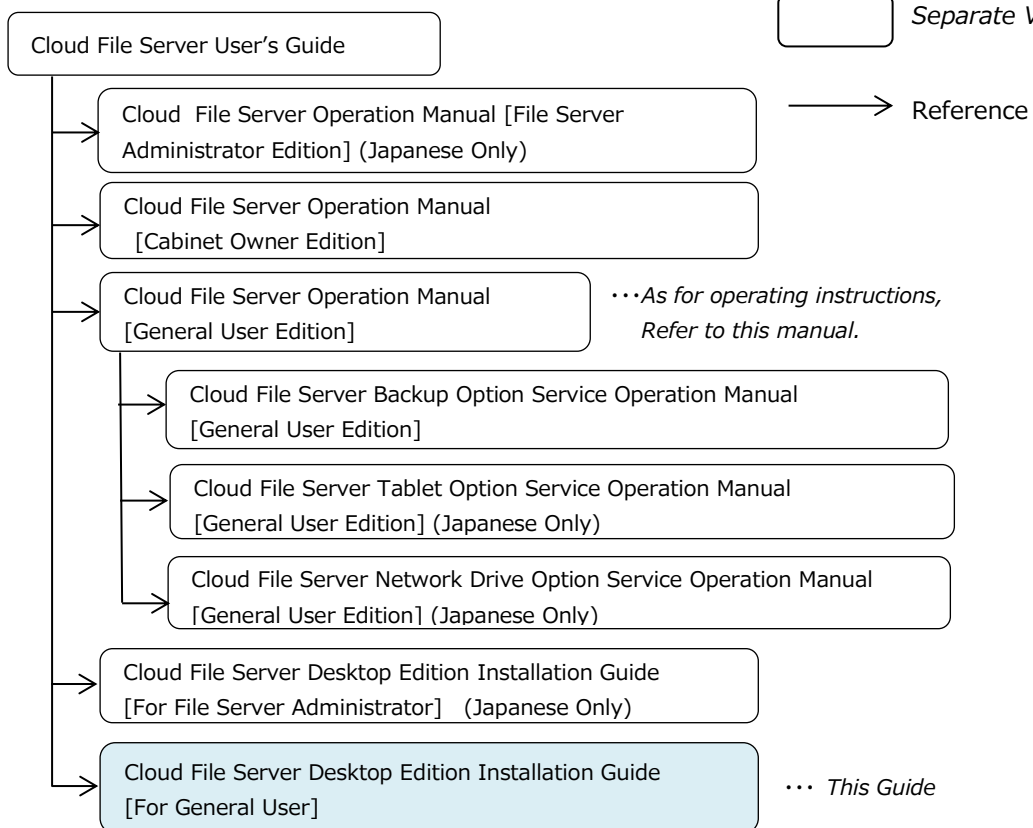 Separate
Cloud File Server User’s Guide
Reference
Cloud File Server Operation Manual [File Server
Administrator Edition] (Japanese Only)
Cloud File Server Operation Manual
[Cabinet Owner Edition]
Cloud File Server Operation Manual
[General User Edition]
･･･As for operating instructions,
Refer to this manual.
Cloud File Server Backup Option Service Operation Manual
[General User Edition]
Cloud File Server Tablet Option Service Operation Manual
[General User Edition] (Japanese Only)
Cloud File Server Network Drive Option Service Operation Manual
[General User Edition] (Japanese Only)
Cloud File Server Desktop Edition Installation Guide
[For File Server Administrator] (Japanese Only)
Cloud File Server Desktop Edition Installation Guide
[For General User]
･･･ This Guide